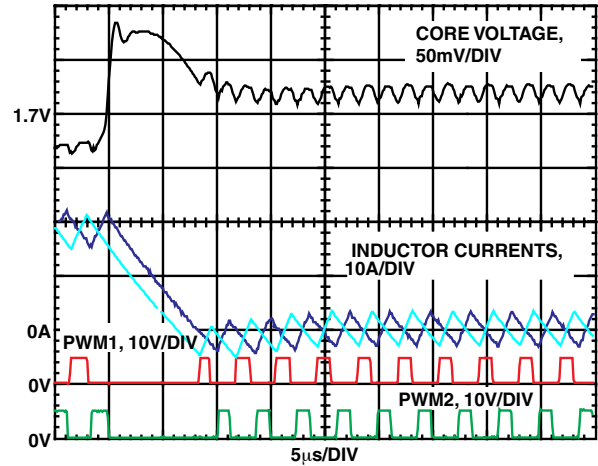 CORE VOLTAGE,
50mV/DIV
1.7V
INDUCTOR CURRENTS,
10A/DIV
0A
PWM1, 10V/DIV
0V
PWM2, 10V/DIV
0V
5µs/DIV